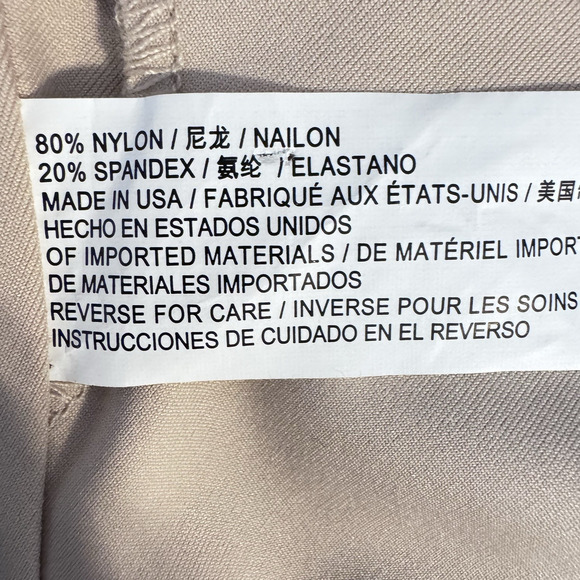 80% NYLON / 尼龙 / NAILON
20% SPANDEX / 氨纶 / ELASTANO
MADE IN USA / FABRIQUÉ AUX ÉTATS-UNIS / 美国
HECHO EN ESTADOS UNIDOS
OF IMPORTED MATERIALS / DE MATÉRIEL IMPORT
DE MATERIALES IMPORTADOS
REVERSE FOR CARE / INVERSE POUR LES SOINS
INSTRUCCIONES DE CUIDADO EN EL REVERSO